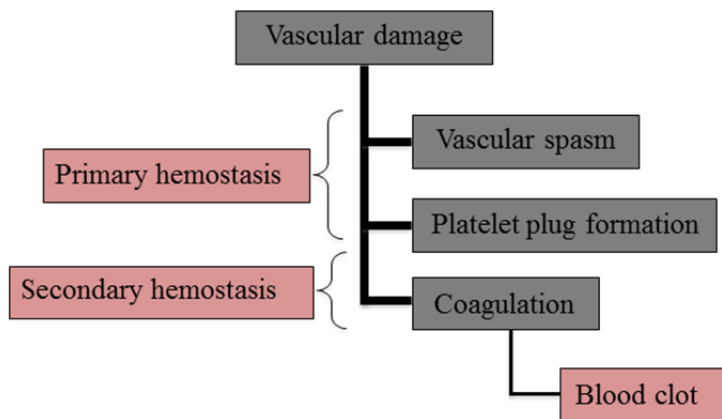 Vascular damage
Vascular spasm
Primary hemostasis
Platelet plug formation
Secondary hemostasis
Coagulation
Blood clot